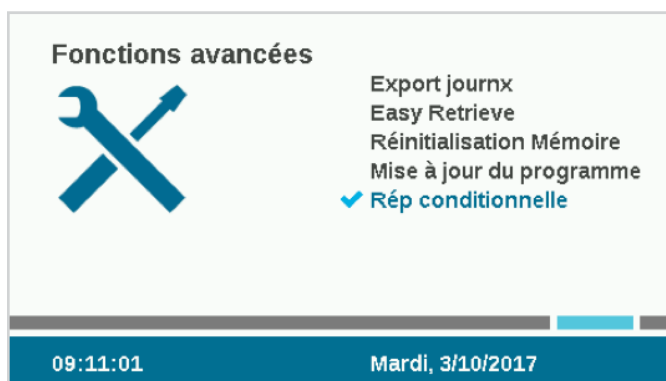 Fonctions avancées
Export journx
Easy Retrieve
Réinitialisation Mémoire
Mise à jour du programme
Rép conditionnelle
09:11:01
Mardi, 3/10/2017